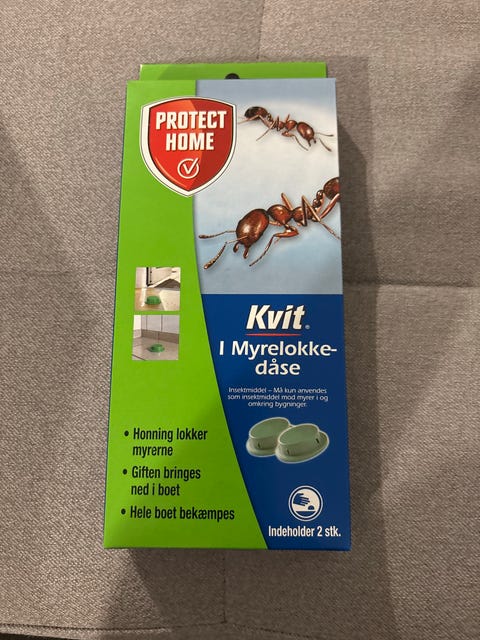 PROTECT
HOME
Kvit®
I Myrelokke-
dåse
Insektmiddel – Må kun anvendes
som insektmiddel mod myrer i og
omkring bygninger.
• Honning lokker
myrerne
• Giften bringes
ned i boet
• Hele boet bekæmpes
Indeholder 2 stk.